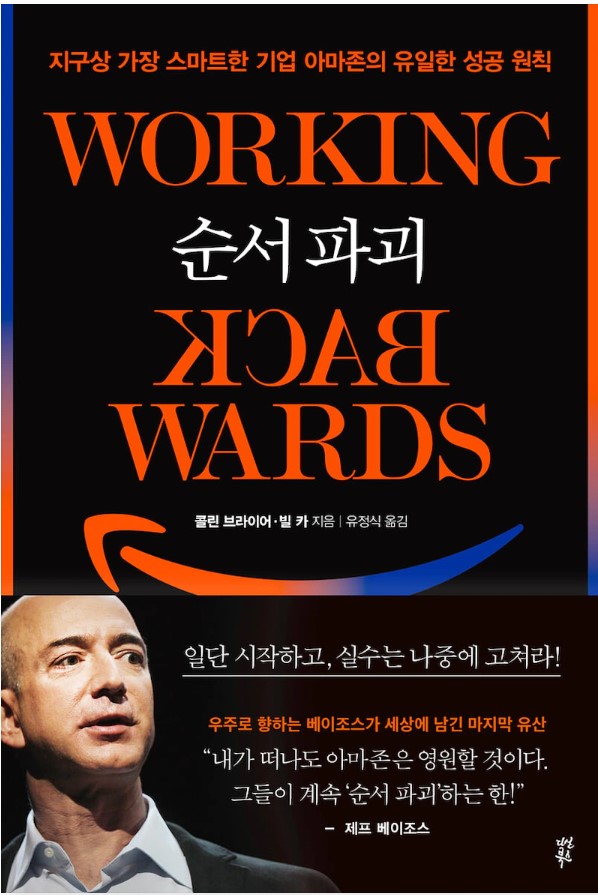 지구상 가장 스마트한 기업 아마존의 유일한 성공 원칙
WORKING
순서 파괴
BACK
WARDS
콜린 브라이어·빌 카 지음 | 유정식 옮김
일단 시작하고, 실수는 나중에 고쳐라!
우주로 향하는 베이조스가 세상에 남긴 마지막 유산
“내가 떠나도 아마존은 영원할 것이다.
그들이 계속 ‘순서 파괴’하는 한!”
– 제프 베이조스
다산
북스